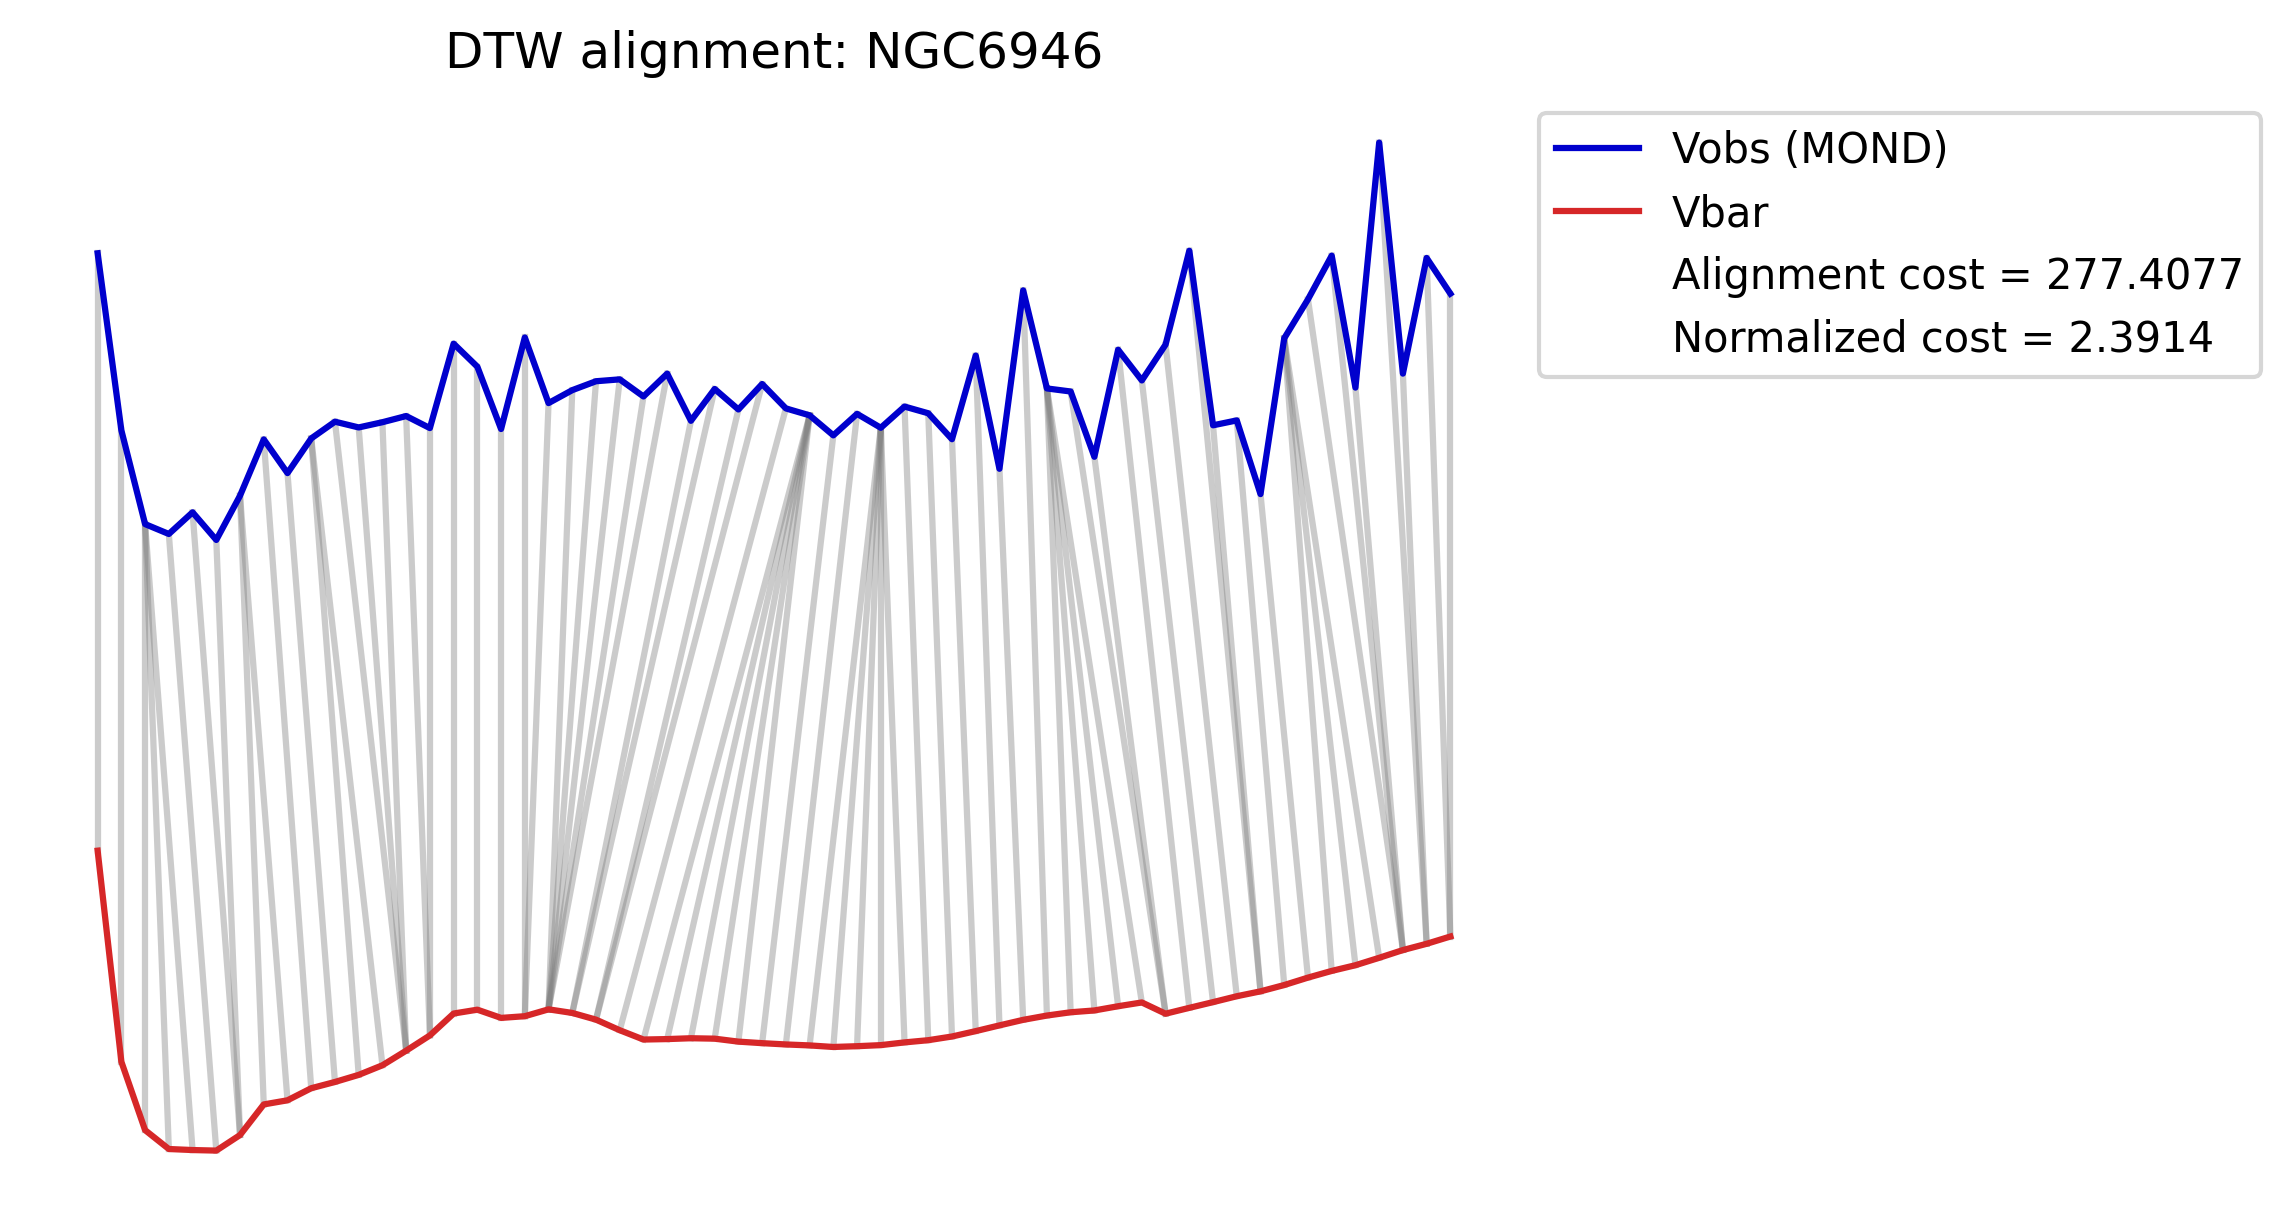 DTW alignment: NGC6946
Vobs (MOND)
Vbar
Alignment cost = 277.4077
Normalized cost = 2.3914